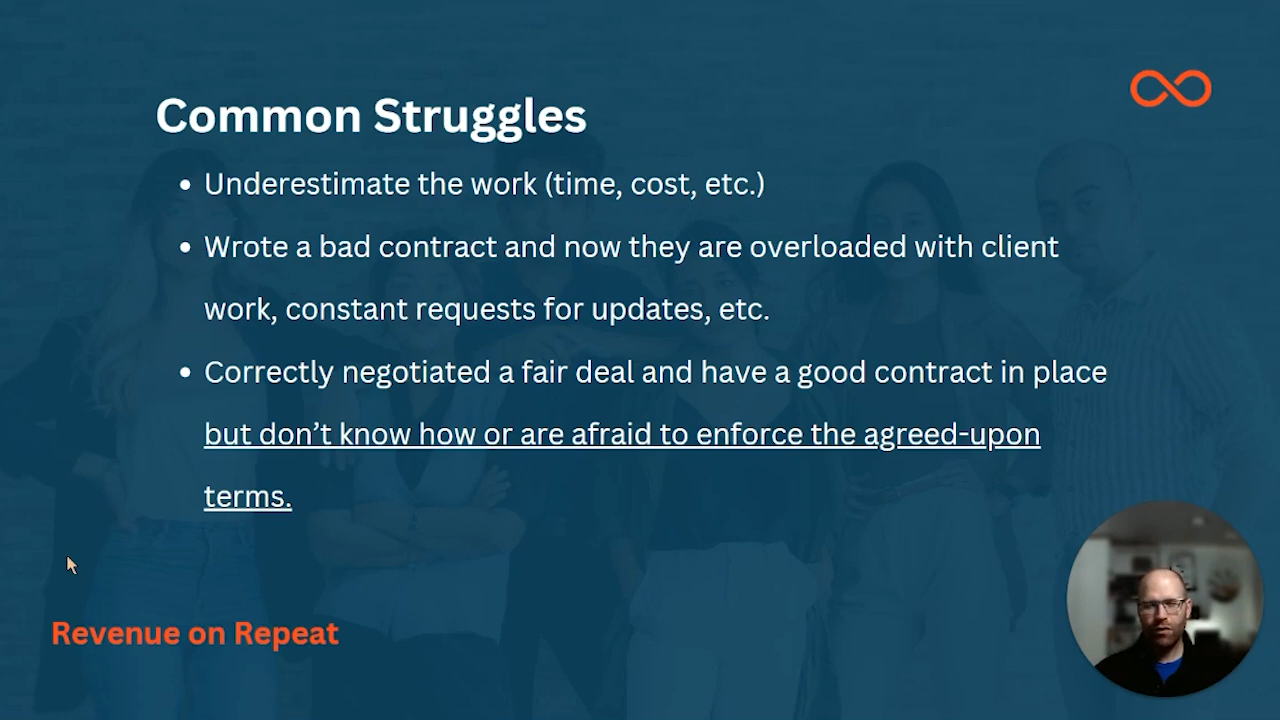 Common Struggles
• Underestimate the work (time, cost, etc.)
• Wrote a bad contract and now they are overloaded with client
work, constant requests for updates, etc.
• Correctly negotiated a fair deal and have a good contract in place
but don’t know how or are afraid to enforce the agreed-upon
terms.
Revenue on Repeat